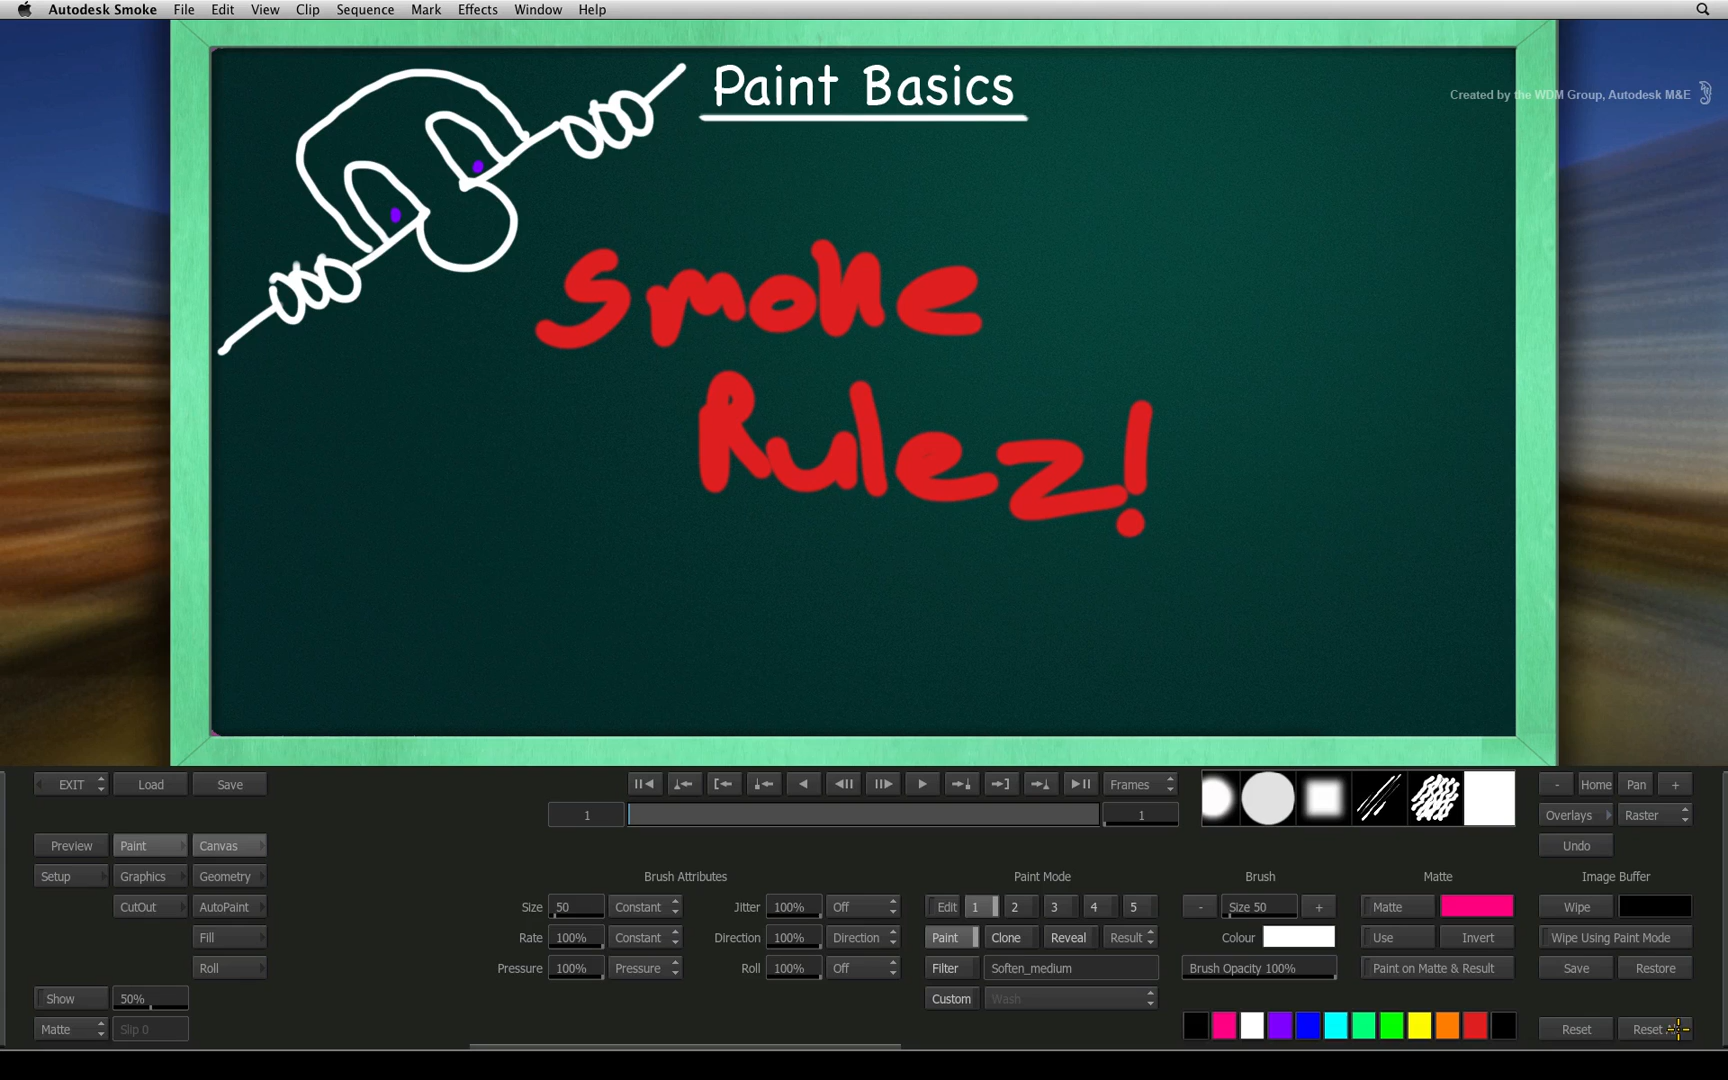 Autodesk Smoke File Edit View Clip Sequence Mark Effects Window Help
Paint Basics
Created by the WDM Group, Autodesk M&E
Smoke
Rulez!
EXIT Load Save
Frames
- Home Pan +
1 1
Overlays Raster
Preview Paint Canvas
Undo
Setup Graphics Geometry
Brush Attributes Paint Mode Brush Matte Image Buffer
CutOut AutoPaint
Size 50 Constant Jitter 100% Off
Edit 1 2 3 4 5
- Size 50 +
Matte
Wipe
Fill
Rate 100% Constant Direction 100% Direction
Paint Clone Reveal Result
Colour
Use Invert
Wipe Using Paint Mode
Roll
Pressure 100% Pressure Roll 100% Off
Filter Soften_medium
Brush Opacity 100%
Paint on Matte & Result
Save Restore
Show 50%
Custom Wash
Matte Slip 0
Reset Reset